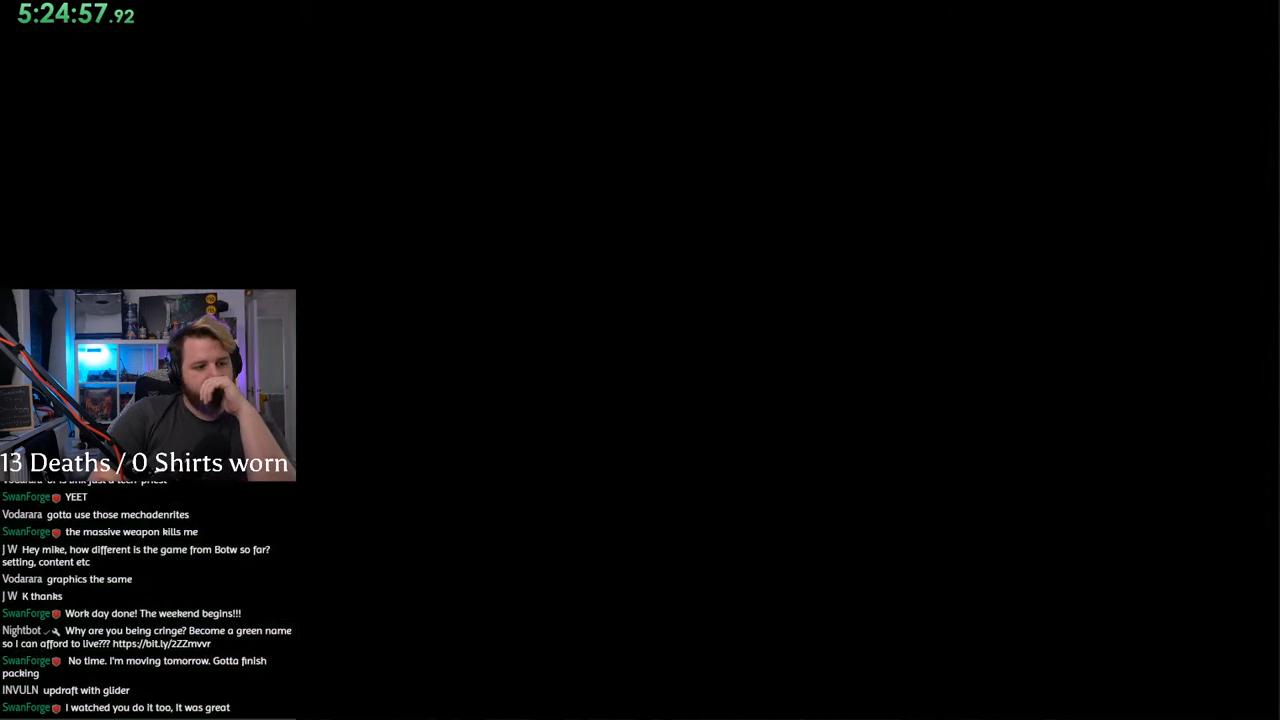 5:24:57.92
13 Deaths / 0 Shirts worn
SwanForge YEET
Vodarara gotta use those mechadenrites
SwanForge the massive weapon kills me
J W Hey mike, how different is the game from Botw so far?
setting, content etc
Vodarara graphics the same
J W K thanks
SwanForge Work day done! The weekend begins!!!
Nightbot Why are you being cringe? Become a green name
so I can afford to live??? https://bit.ly/2ZZmvvr
SwanForge No time. I'm moving tomorrow. Gotta finish
packing
INVULN updraft with glider
SwanForge I watched you do it too, it was great